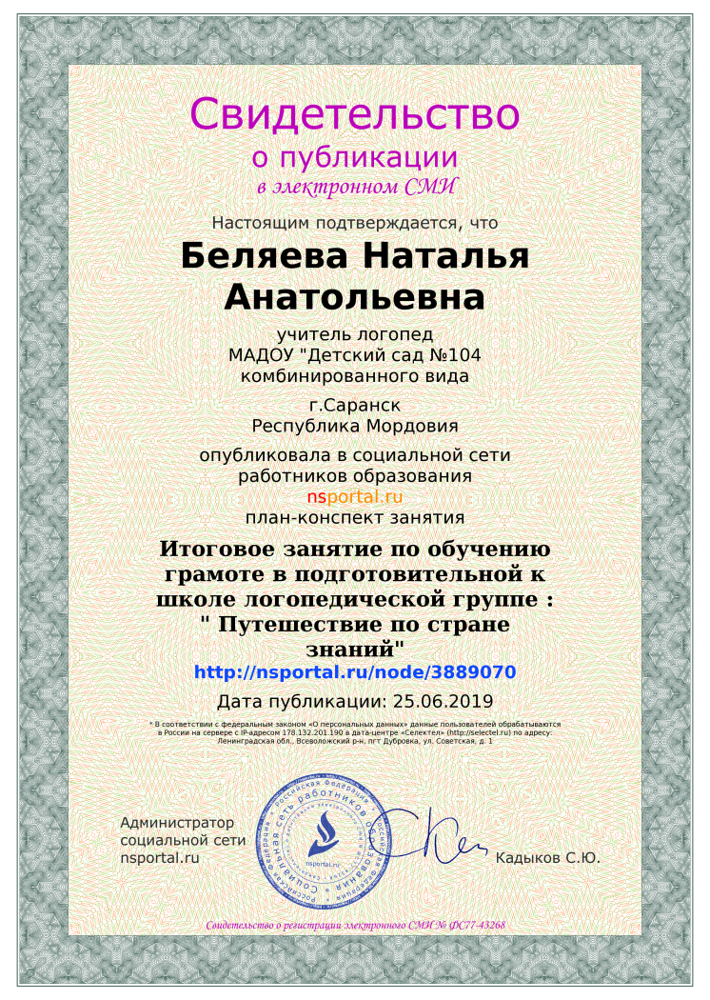 Свидетельство
о публикации
в электронном СМИ
Настоящим подтверждается, что
Беляева Наталья
Анатольевна
учитель логопед
МАДОУ "Детский сад №104
комбинированного вида
г.Саранск
Республика Мордовия
опубликовала в социальной сети
работников образования
nsportal.ru
план-конспект занятия
Итоговое занятие по обучению
грамоте в подготовительной к
школе логопедической группе :
" Путешествие по стране
знаний"
http://nsportal.ru/node/3889070
Дата публикации: 25.06.2019
* В соответствии с федеральным законом «О персональных данных» данные пользователей обрабатываются
в России на сервере с IP-адресом 178.132.201.190 в дата-центре «Селектел» (http://selectel.ru) по адресу:
Ленинградская обл., Всеволожский р-н, пгт Дубровка, ул. Советская, д. 1
Администратор
социальной сети
nsportal.ru
Российская Федерация * Российская Федерация * Российская Федерация *
Социальная сеть работников образования *
nsportal.ru
Кадыков С.Ю.
Свидетельство о регистрации электронного СМИ № ФС77-43268